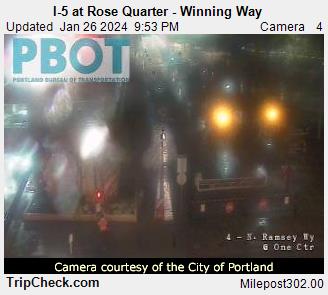 I-5 at Rose Quarter - Winning Way
Updated Jan 26 2024 9:53 PM Camera 4
PBOT
PORTLAND BUREAU OF TRANSPORTATION
4 - N. Ramsey Wy
@ One Ctr
Camera courtesy of the City of Portland
TripCheck.com Milepost302.00